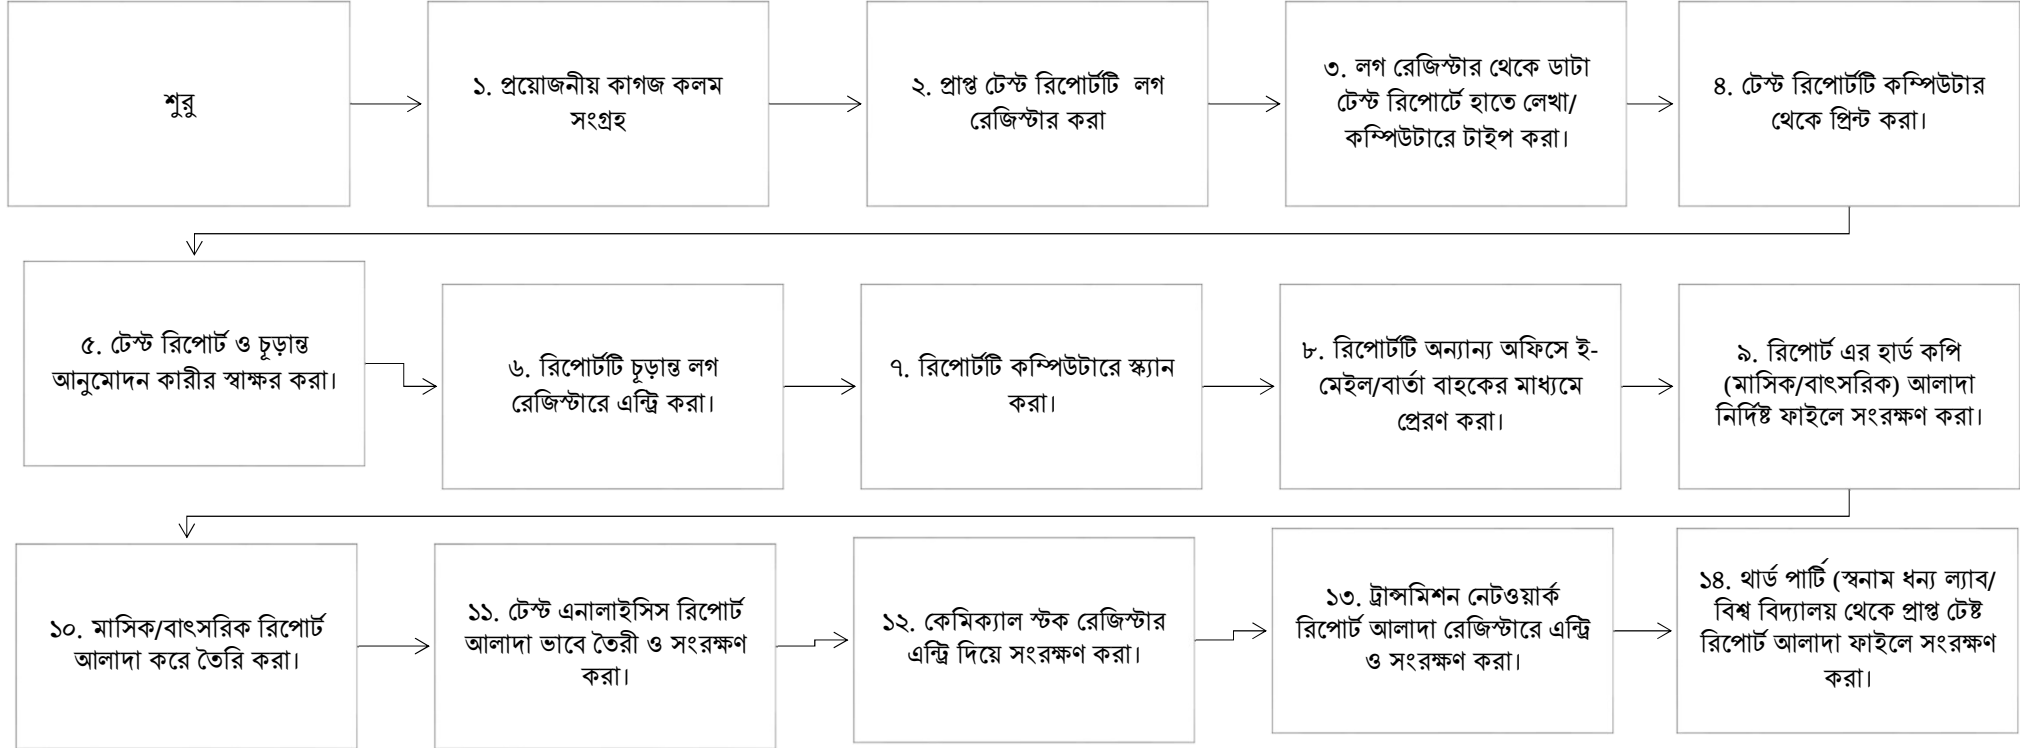 শুরু
১. প্রয়োজনীয় কাগজ কলম
সংগ্রহ
২. প্রাপ্ত টেস্ট রিপোর্টটি লগ
রেজিস্টার করা
৩. লগ রেজিস্টার থেকে ডাটা
টেস্ট রিপোর্টে হাতে লেখা/
কম্পিউটারে টাইপ করা।
৪. টেস্ট রিপোর্টটি কম্পিউটার
থেকে প্রিন্ট করা।
৫. টেস্ট রিপোর্ট ও চূড়ান্ত
আনুমোদন কারীর স্বাক্ষর করা।
৬. রিপোর্টটি চূড়ান্ত লগ
রেজিস্টারে এন্ট্রি করা।
৭. রিপোর্টটি কম্পিউটারে স্ক্যান
করা।
৮. রিপোর্টটি অন্যান্য অফিসে ই-
মেইল/বার্তা বাহকের মাধ্যমে
প্রেরণ করা।
৯. রিপোর্ট এর হার্ড কপি
(মাসিক/বাৎসরিক) আলাদা
নির্দিষ্ট ফাইলে সংরক্ষণ করা।
১০. মাসিক/বাৎসরিক রিপোর্ট
আলাদা করে তৈরি করা।
১১. টেস্ট এনালাইসিস রিপোর্ট
আলাদা ভাবে তৈরী ও সংরক্ষণ
করা।
১২. কেমিক্যাল স্টক রেজিস্টার
এন্ট্রি দিয়ে সংরক্ষণ করা।
১৩. ট্রান্সমিশন নেটওয়ার্ক
রিপোর্ট আলাদা রেজিস্টারে এন্ট্রি
ও সংরক্ষণ করা।
১৪. থার্ড পার্টি (স্বনাম ধন্য ল্যাব/
বিশ্ব বিদ্যালয় থেকে প্রাপ্ত টেষ্ট
রিপোর্ট আলাদা ফাইলে সংরক্ষণ
করা।